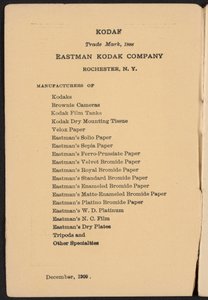 KODAK
Trade Mark, 1888
EASTMAN KODAK COMPANY
ROCHESTER, N. Y.
MANUFACTURERS OF
Kodaks
Brownie Cameras
Kodak Film Tanks
Kodak Dry Mounting Tissue
Velox Paper
Eastman's Solio Paper
Eastman's Sepia Paper
Eastman's Ferro-Prussiate Paper
Eastman's Velvet Bromide Paper
Eastman's Royal Bromide Paper
Eastman's Standard Bromide Paper
Eastman's Enameled Bromide Paper
Eastman's Matte-Enameled Bromide Paper
Eastman's Platino Bromide Paper
Eastman's W. D. Platinum
Eastman's N. C. Film
Eastman's Dry Plates
Tripods and
Other Specialties
December, 1909.